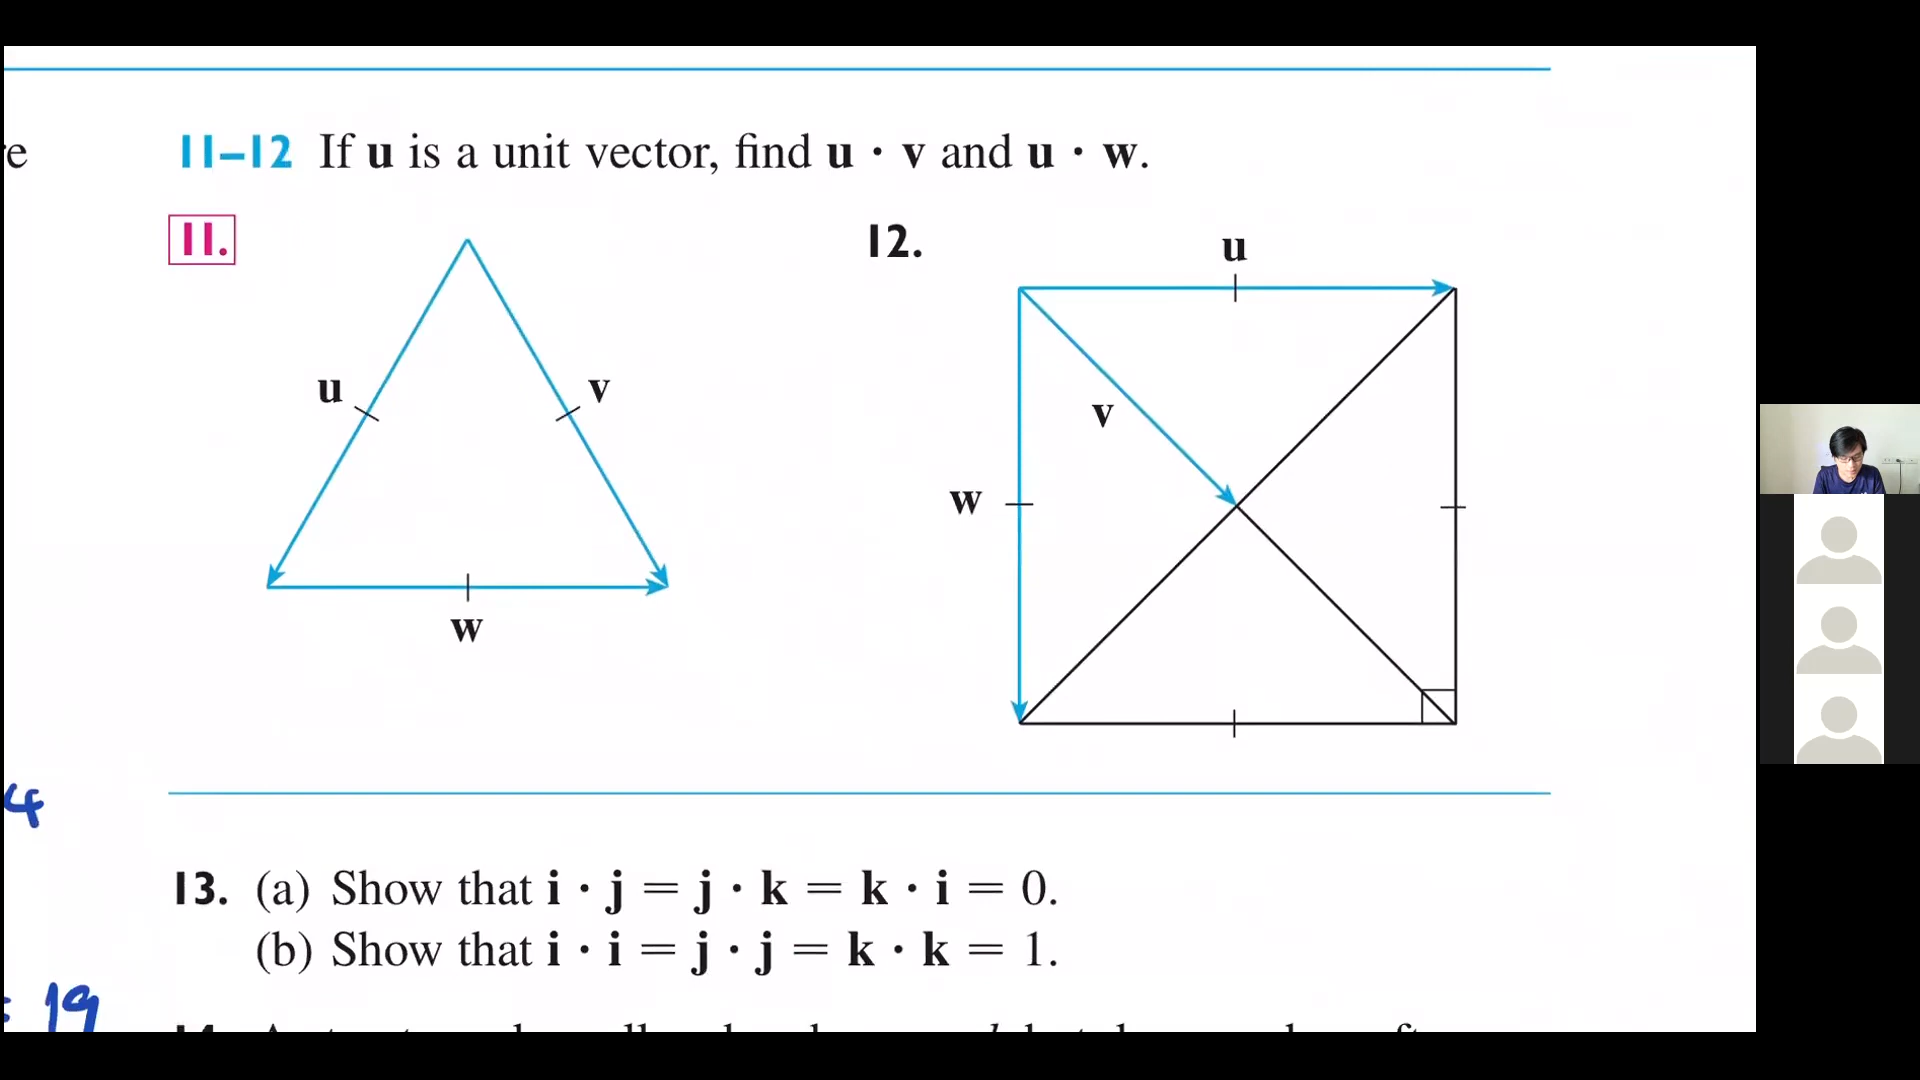 e
11–12 If u is a unit vector, find u · v and u · w.
11.
u
v
w
12.
u
v
w
4
13. (a) Show that i · j = j · k = k · i = 0.
(b) Show that i · i = j · j = k · k = 1.
= 19